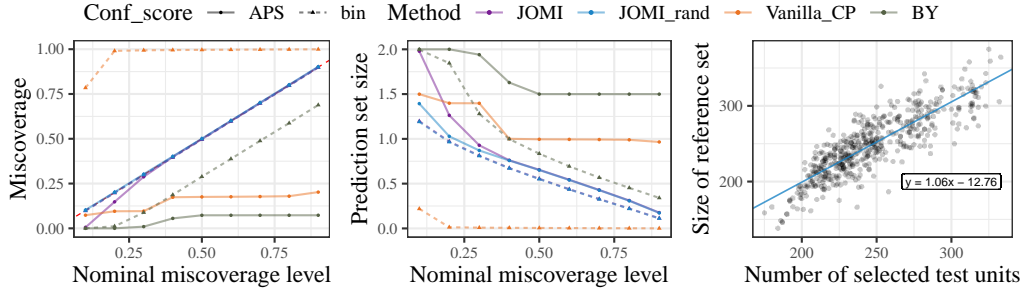 Conf_score APS bin Method JOMI JOMI_rand Vanilla_CP BY
Miscoverage
1.00
0.75
0.50
0.25
0.00
0.25 0.50 0.75
Nominal miscoverage level
Prediction set size
2.0
1.5
1.0
0.5
0.0
0.25 0.50 0.75
Nominal miscoverage level
Size of reference set
300
200
y = 1.06x − 12.76
200 250 300
Number of selected test units